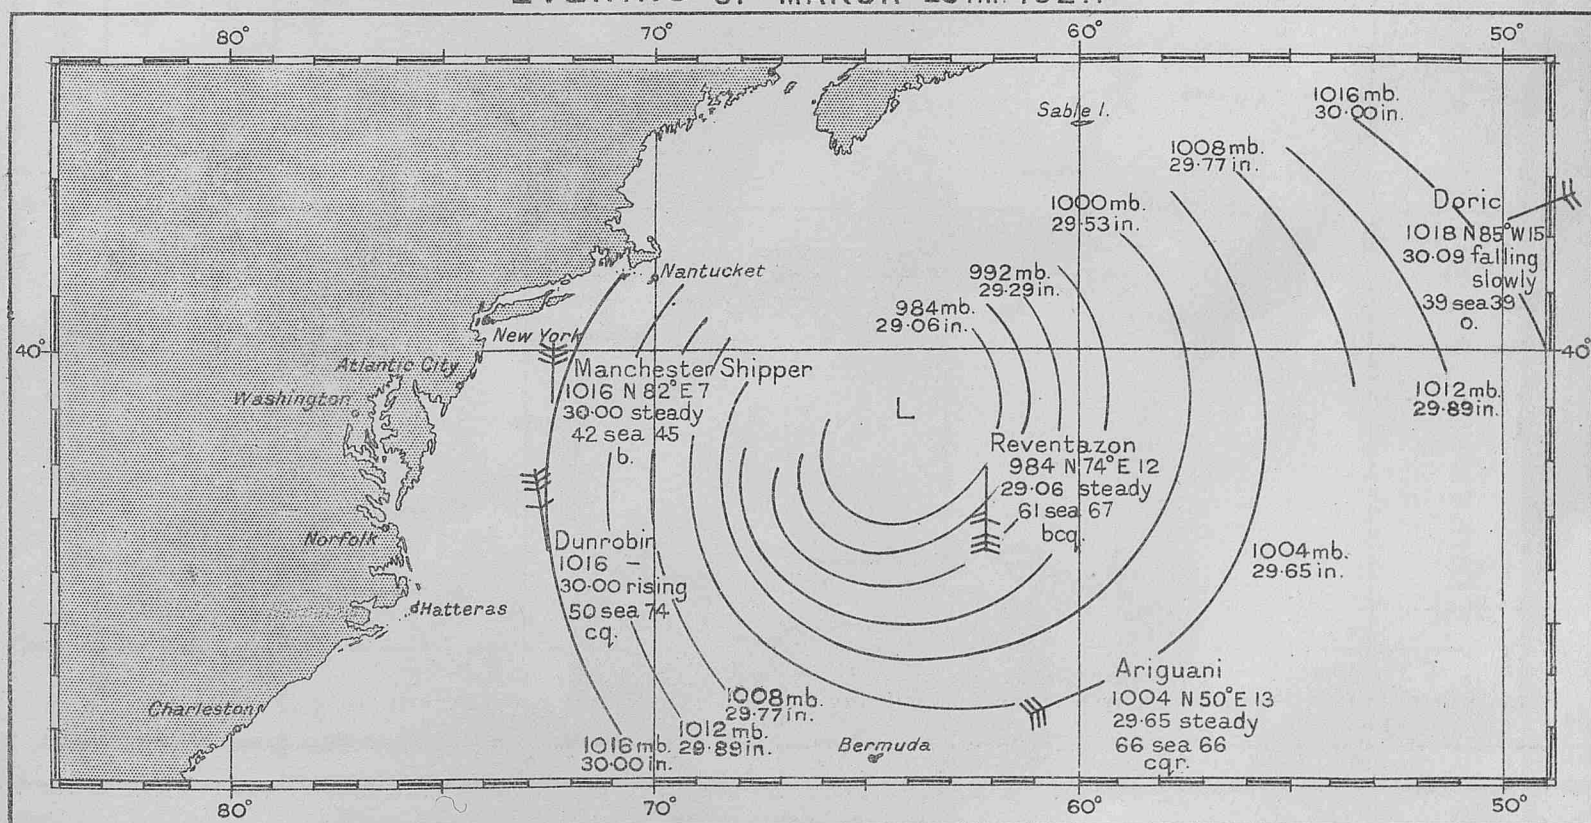 80° 70° 60° 50°
Sable I.
1016 mb.
30·00 in.
1008 mb.
29·77 in.
1000 mb.
29·53 in.
Doric
1018 N 85° W 15
30·09 falling
slowly
39 sea 39
o.
Nantucket
992 mb.
29·29 in.
984 mb.
29·06 in.
New York
40° 40°
Atlantic City
Washington
Manchester Shipper
1016 N 82° E 7
30·00 steady
42 sea 45
b.
1012 mb.
29·89 in.
L
Reventazon
984 N 74° E 12
29·06 steady
61 sea 67
bcq.
Norfolk
Dunrobin
1016 –
30·00 rising
50 sea 74
cq.
1004 mb.
29·65 in.
Hatteras
Ariguani
1004 N 50° E 13
29·65 steady
66 sea 66
cqr.
Charleston
1008 mb.
29·77 in.
1012 mb.
29·89 in.
1016 mb.
30·00 in.
Bermuda
80° 70° 60° 50°